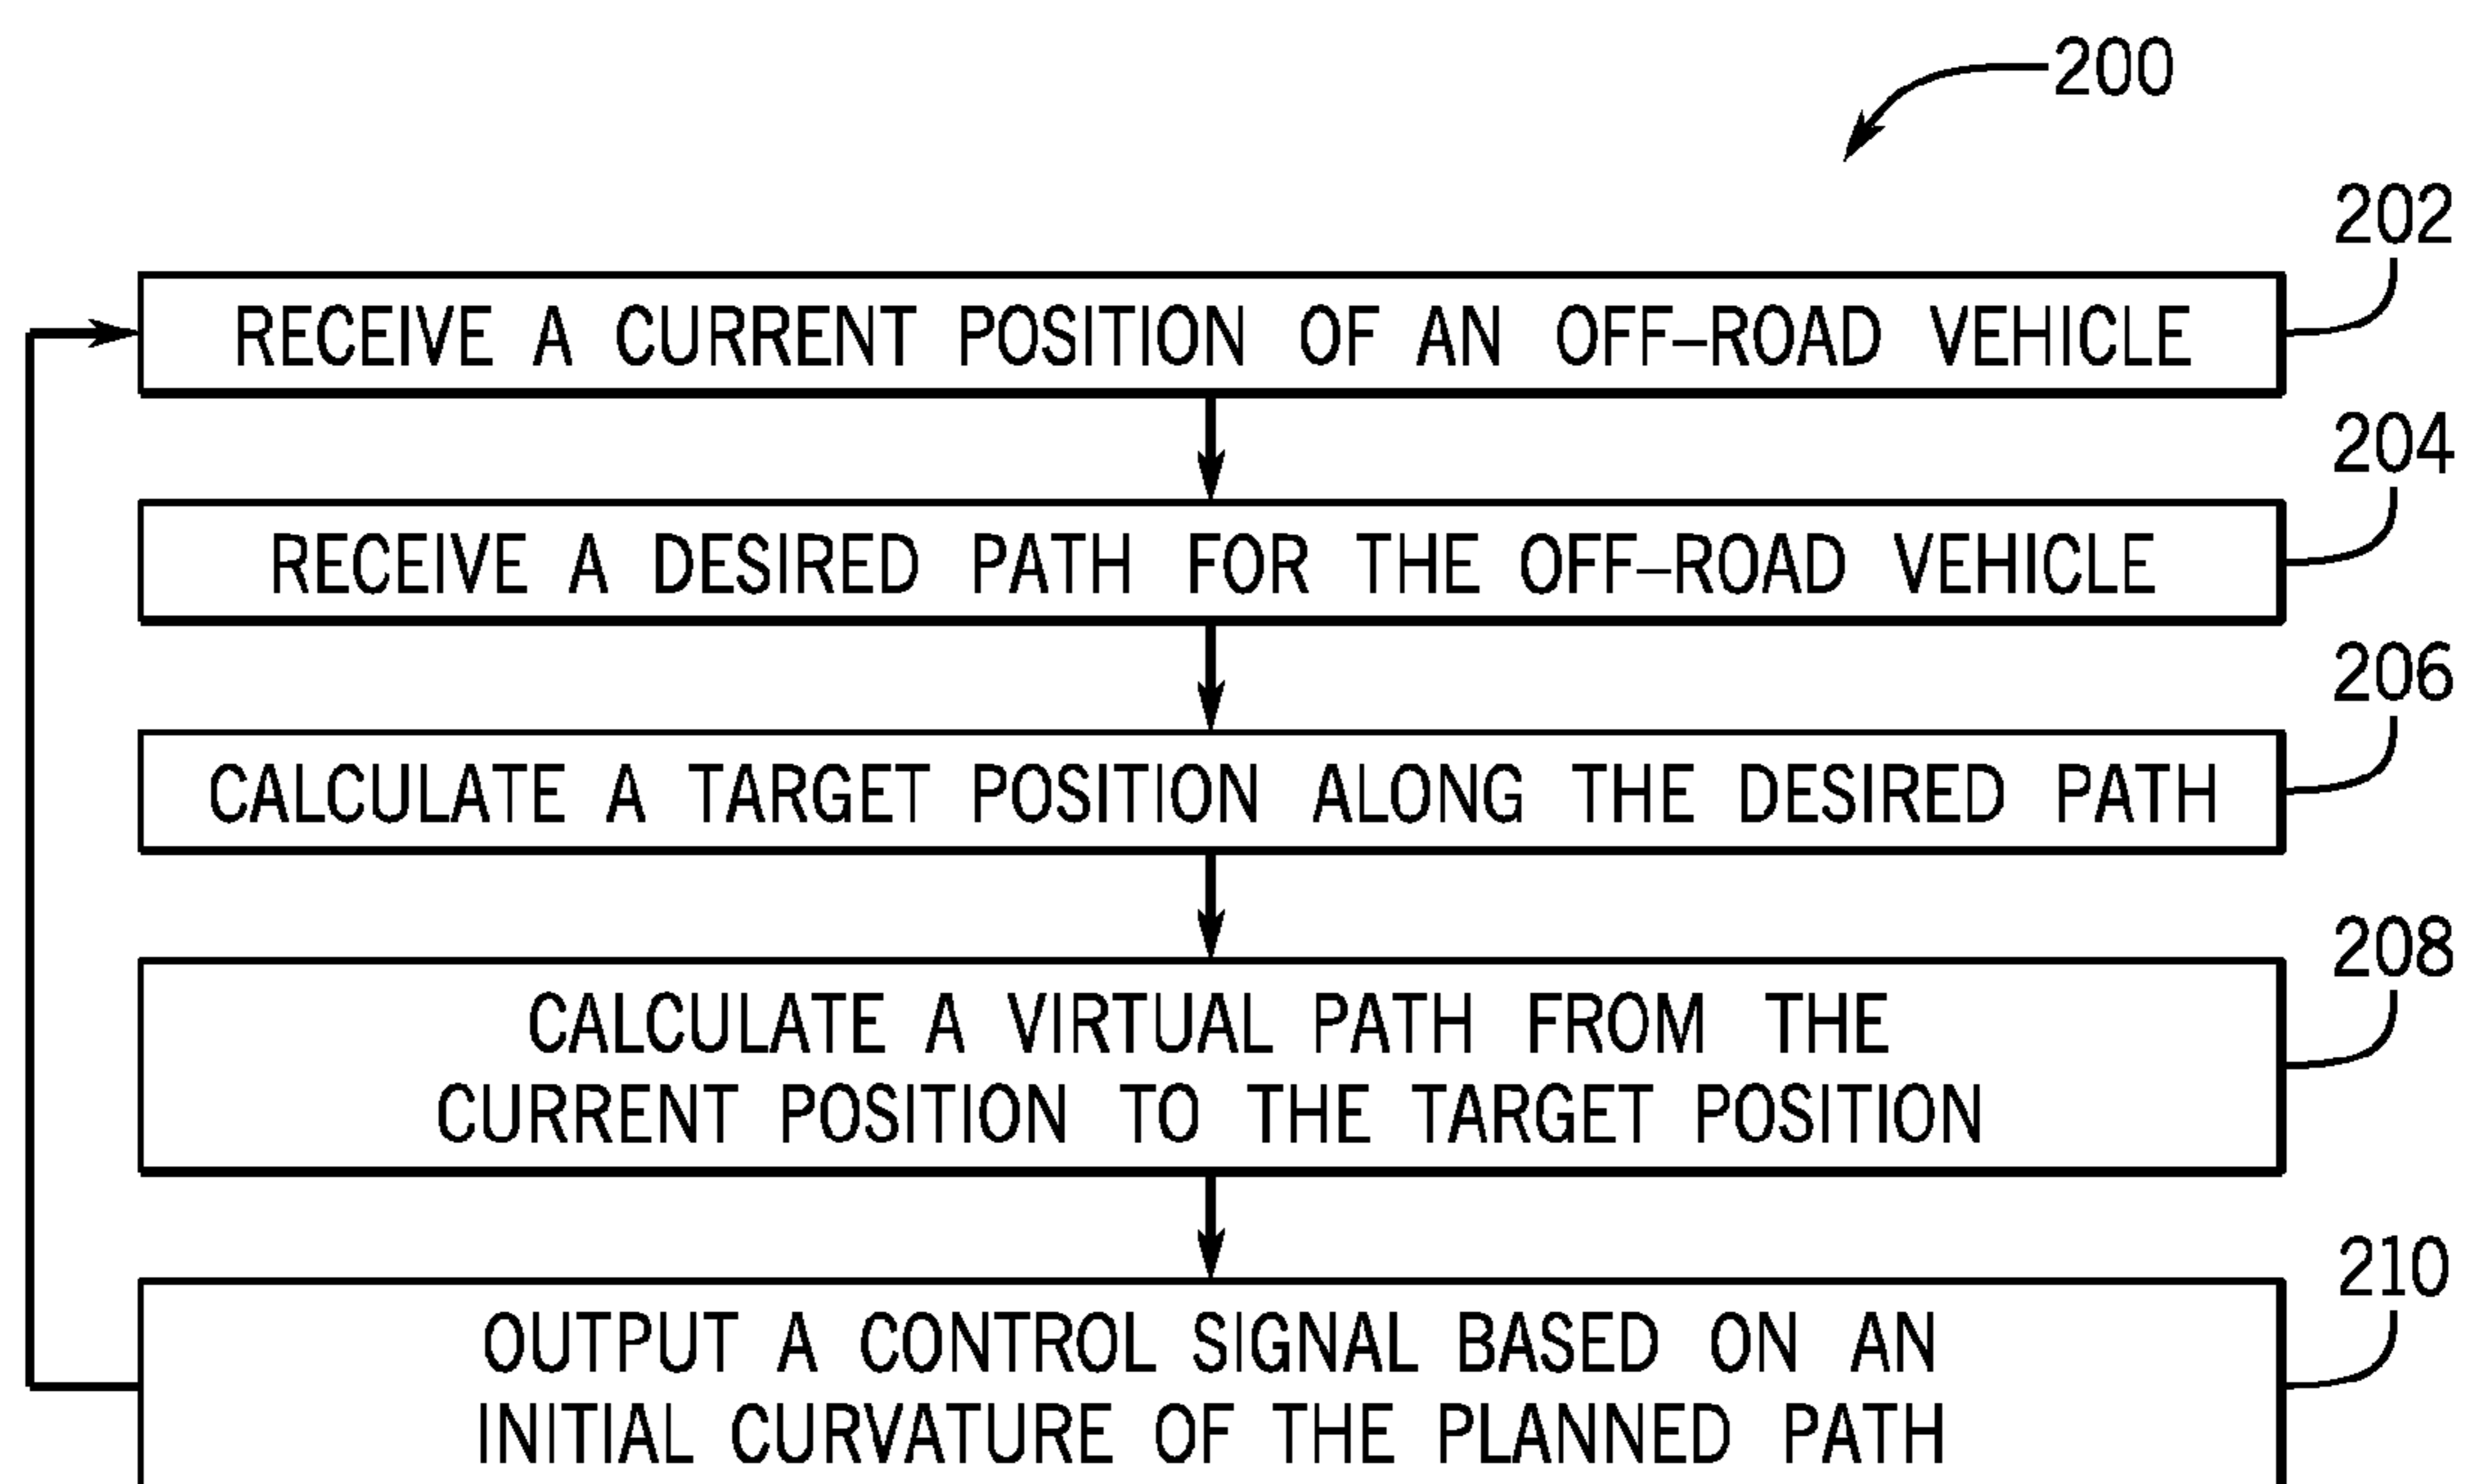 200
202
RECEIVE A CURRENT POSITION OF AN OFF–ROAD VEHICLE
204
RECEIVE A DESIRED PATH FOR THE OFF–ROAD VEHICLE
206
CALCULATE A TARGET POSITION ALONG THE DESIRED PATH
208
CALCULATE A VIRTUAL PATH FROM THE
CURRENT POSITION TO THE TARGET POSITION
210
OUTPUT A CONTROL SIGNAL BASED ON AN
INITIAL CURVATURE OF THE PLANNED PATH